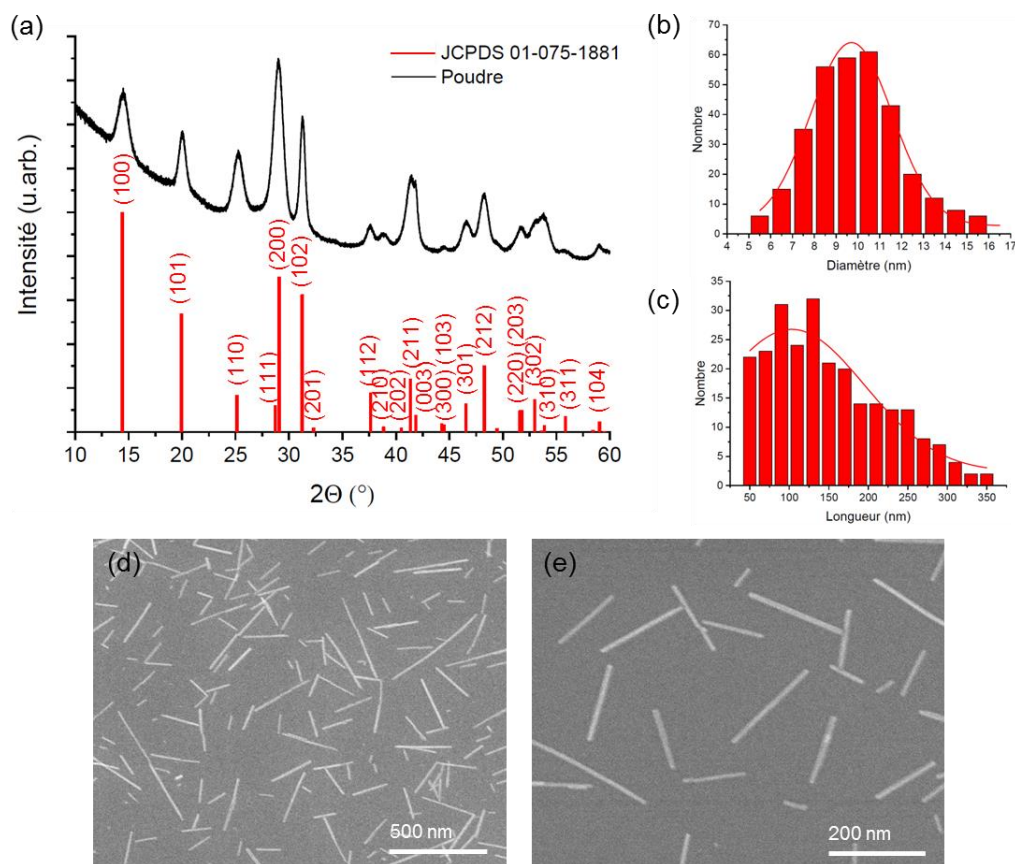 (a)
JCPDS 01-075-1881
Poudre
Intensité (u.arb.)
(100)
(101)
(110)
(111)
(200)
(102)
(201)
(112)
(210)
(202)
(211)
(003)
(300)
(103)
(301)
(212)
(220)
(203)
(302)
(310)
(311)
(104)
10 15 20 25 30 35 40 45 50 55 60
2Θ (°)
(b)
Nombre
70
60
50
40
30
20
10
0
4 5 6 7 8 9 10 11 12 13 14 15 16 17
Diamètre (nm)
(c)
Nombre
35
30
25
20
15
10
5
0
50 100 150 200 250 300 350
Longueur (nm)
(d)
500 nm
(e)
200 nm